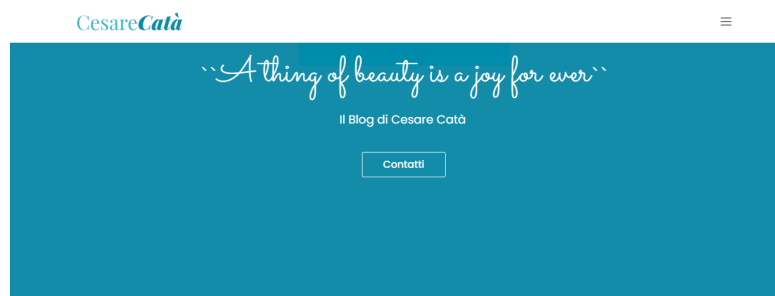 CesareCatà
``A thing of beauty is a joy for ever``
Il Blog di Cesare Catà
Contatti